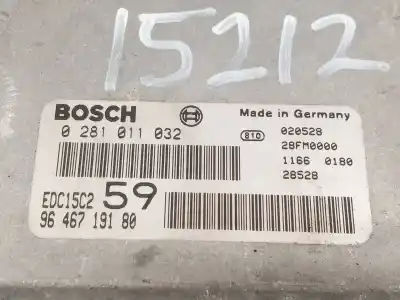 15212
BOSCH
Made in Germany
0 281 011 032
810
020528
28FM0000
1166 0180
28528
EDC15C2 59
96 467 191 80